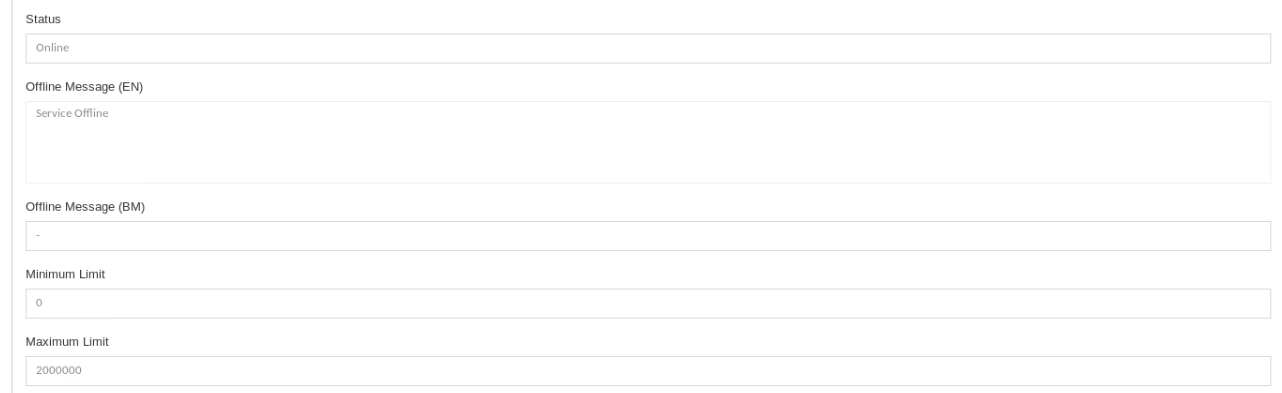 Status
Online
Offline Message (EN)
Service Offline
Offline Message (BM)
-
Minimum Limit
0
Maximum Limit
2000000